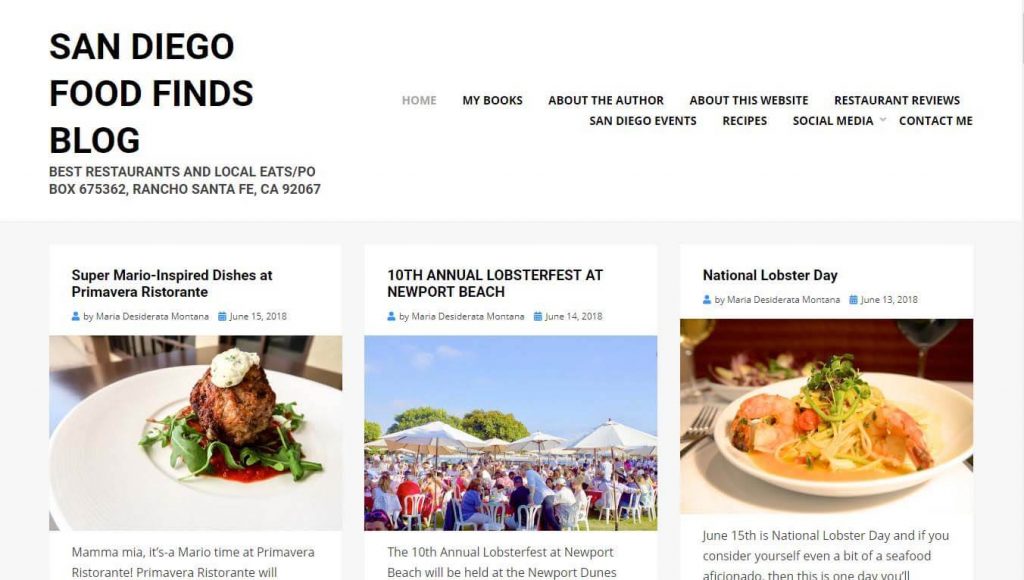 SAN DIEGO
FOOD FINDS
BLOG
BEST RESTAURANTS AND LOCAL EATS/PO
BOX 675362, RANCHO SANTA FE, CA 92067
HOME MY BOOKS ABOUT THE AUTHOR ABOUT THIS WEBSITE RESTAURANT REVIEWS
SAN DIEGO EVENTS RECIPES SOCIAL MEDIA CONTACT ME
Super Mario-Inspired Dishes at
Primavera Ristorante
by Maria Desiderata Montana June 15, 2018
Mamma mia, it's-a Mario time at Primavera
Ristorante! Primavera Ristorante will
10TH ANNUAL LOBSTERFEST AT
NEWPORT BEACH
by Maria Desiderata Montana June 14, 2018
The 10th Annual Lobsterfest at Newport
Beach will be held at the Newport Dunes
National Lobster Day
by Maria Desiderata Montana June 13, 2018
June 15th is National Lobster Day and if you
consider yourself even a bit of a seafood
aficionado, then this is one day you'll